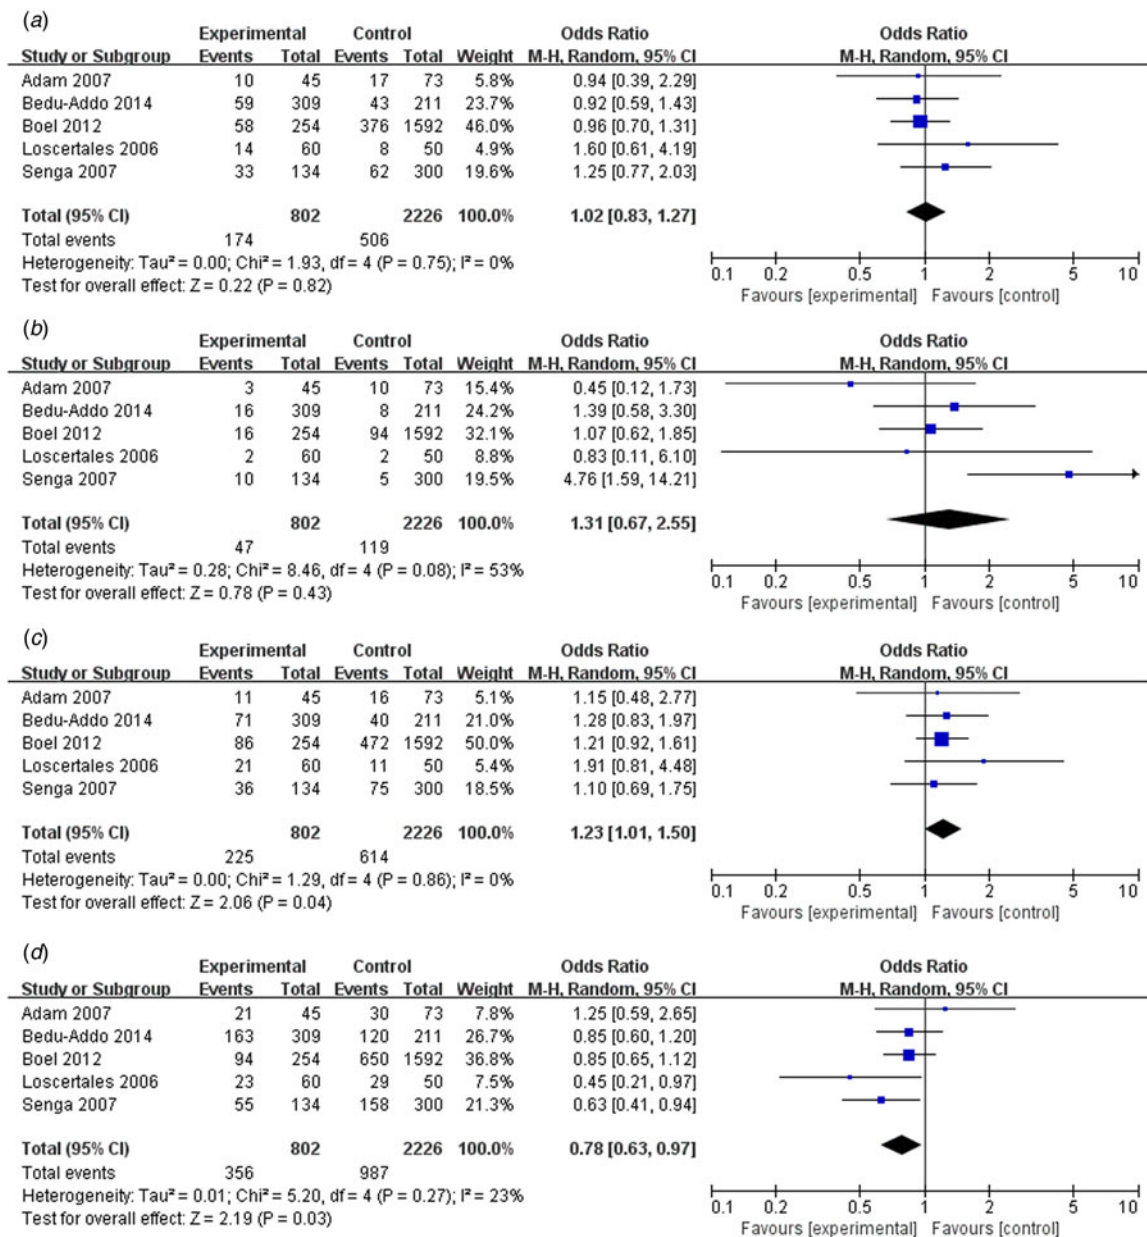 (a)
Experimental Control Odds Ratio Odds Ratio
Study or Subgroup Events Total Events Total Weight M-H, Random, 95% CI M-H, Random, 95% CI
Adam 2007 10 45 17 73 5.8% 0.94 [0.39, 2.29]
Bedu-Addo 2014 59 309 43 211 23.7% 0.92 [0.59, 1.43]
Boel 2012 58 254 376 1592 46.0% 0.96 [0.70, 1.31]
Loscertales 2006 14 60 8 50 4.9% 1.60 [0.61, 4.19]
Senga 2007 33 134 62 300 19.6% 1.25 [0.77, 2.03]
Total (95% CI) 802 2226 100.0% 1.02 [0.83, 1.27]
Total events 174 506
Heterogeneity: Tau² = 0.00; Chi² = 1.93, df = 4 (P = 0.75); I² = 0%
Test for overall effect: Z = 0.22 (P = 0.82)
0.1 0.2 0.5 1 2 5 10
Favours [experimental] Favours [control]
(b)
Experimental Control Odds Ratio Odds Ratio
Study or Subgroup Events Total Events Total Weight M-H, Random, 95% CI M-H, Random, 95% CI
Adam 2007 3 45 10 73 15.4% 0.45 [0.12, 1.73]
Bedu-Addo 2014 16 309 8 211 24.2% 1.39 [0.58, 3.30]
Boel 2012 16 254 94 1592 32.1% 1.07 [0.62, 1.85]
Loscertales 2006 2 60 2 50 8.8% 0.83 [0.11, 6.10]
Senga 2007 10 134 5 300 19.5% 4.76 [1.59, 14.21]
Total (95% CI) 802 2226 100.0% 1.31 [0.67, 2.55]
Total events 47 119
Heterogeneity: Tau² = 0.28; Chi² = 8.46, df = 4 (P = 0.08); I² = 53%
Test for overall effect: Z = 0.78 (P = 0.43)
0.1 0.2 0.5 1 2 5 10
Favours [experimental] Favours [control]
(c)
Experimental Control Odds Ratio Odds Ratio
Study or Subgroup Events Total Events Total Weight M-H, Random, 95% CI M-H, Random, 95% CI
Adam 2007 11 45 16 73 5.1% 1.15 [0.48, 2.77]
Bedu-Addo 2014 71 309 40 211 21.0% 1.28 [0.83, 1.97]
Boel 2012 86 254 472 1592 50.0% 1.21 [0.92, 1.61]
Loscertales 2006 21 60 11 50 5.4% 1.91 [0.81, 4.48]
Senga 2007 36 134 75 300 18.5% 1.10 [0.69, 1.75]
Total (95% CI) 802 2226 100.0% 1.23 [1.01, 1.50]
Total events 225 614
Heterogeneity: Tau² = 0.00; Chi² = 1.29, df = 4 (P = 0.86); I² = 0%
Test for overall effect: Z = 2.06 (P = 0.04)
0.1 0.2 0.5 1 2 5 10
Favours [experimental] Favours [control]
(d)
Experimental Control Odds Ratio Odds Ratio
Study or Subgroup Events Total Events Total Weight M-H, Random, 95% CI M-H, Random, 95% CI
Adam 2007 21 45 30 73 7.8% 1.25 [0.59, 2.65]
Bedu-Addo 2014 163 309 120 211 26.7% 0.85 [0.60, 1.20]
Boel 2012 94 254 650 1592 36.8% 0.85 [0.65, 1.12]
Loscertales 2006 23 60 29 50 7.5% 0.45 [0.21, 0.97]
Senga 2007 55 134 158 300 21.3% 0.63 [0.41, 0.94]
Total (95% CI) 802 2226 100.0% 0.78 [0.63, 0.97]
Total events 356 987
Heterogeneity: Tau² = 0.01; Chi² = 5.20, df = 4 (P = 0.27); I² = 23%
Test for overall effect: Z = 2.19 (P = 0.03)
0.1 0.2 0.5 1 2 5 10
Favours [experimental] Favours [control]